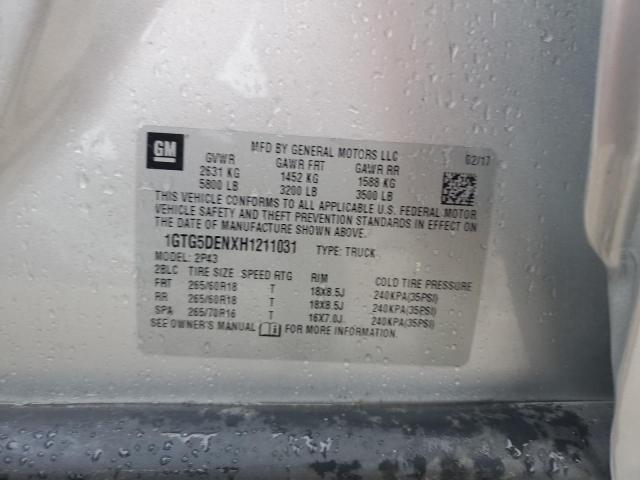 GM
MFD BY GENERAL MOTORS LLC 02/17
GVWR GAWR FRT GAWR RR
2631 KG 1452 KG 1588 KG
5800 LB 3200 LB 3500 LB
THIS VEHICLE CONFORMS TO ALL APPLICABLE U.S. FEDERAL MOTOR
VEHICLE SAFETY AND THEFT PREVENTION STANDARDS IN EFFECT ON
THE DATE OF MANUFACTURE SHOWN ABOVE.
1GTG5DENXH1211031 TYPE: TRUCK
MODEL: 2P43
2BLC TIRE SIZE SPEED RTG RIM COLD TIRE PRESSURE
FRT 265/60R18 T 18X8.5J 240KPA(35PSI)
RR 265/60R18 T 18X8.5J 240KPA(35PSI)
SPA 265/70R16 T 16X7.0J 240KPA(35PSI)
SEE OWNER'S MANUAL FOR MORE INFORMATION.